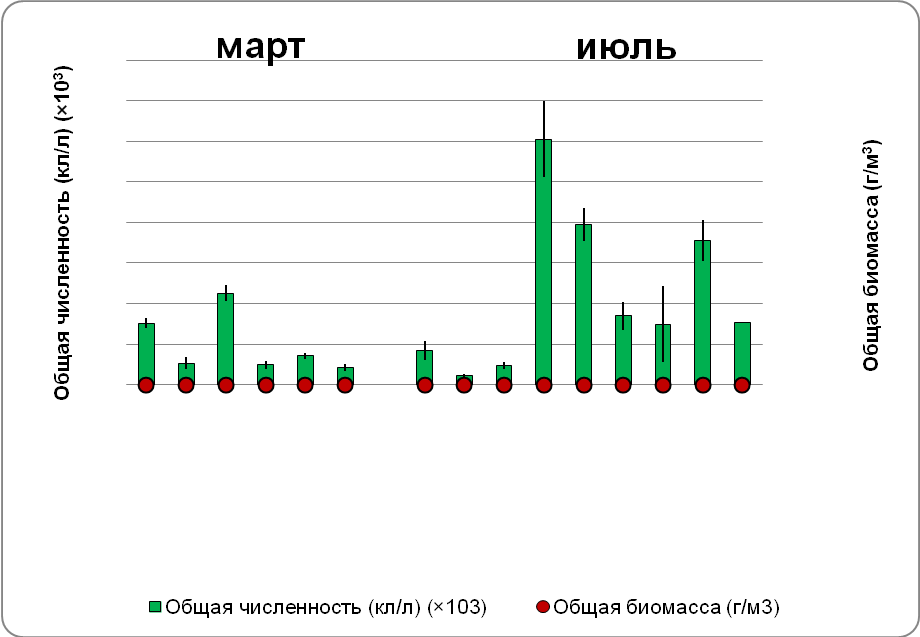 март
июль
Общая численность (кл/л) (×10³)
Общая биомасса (г/м³)
Общая численность (кл/л) (×103)
Общая биомасса (г/м3)